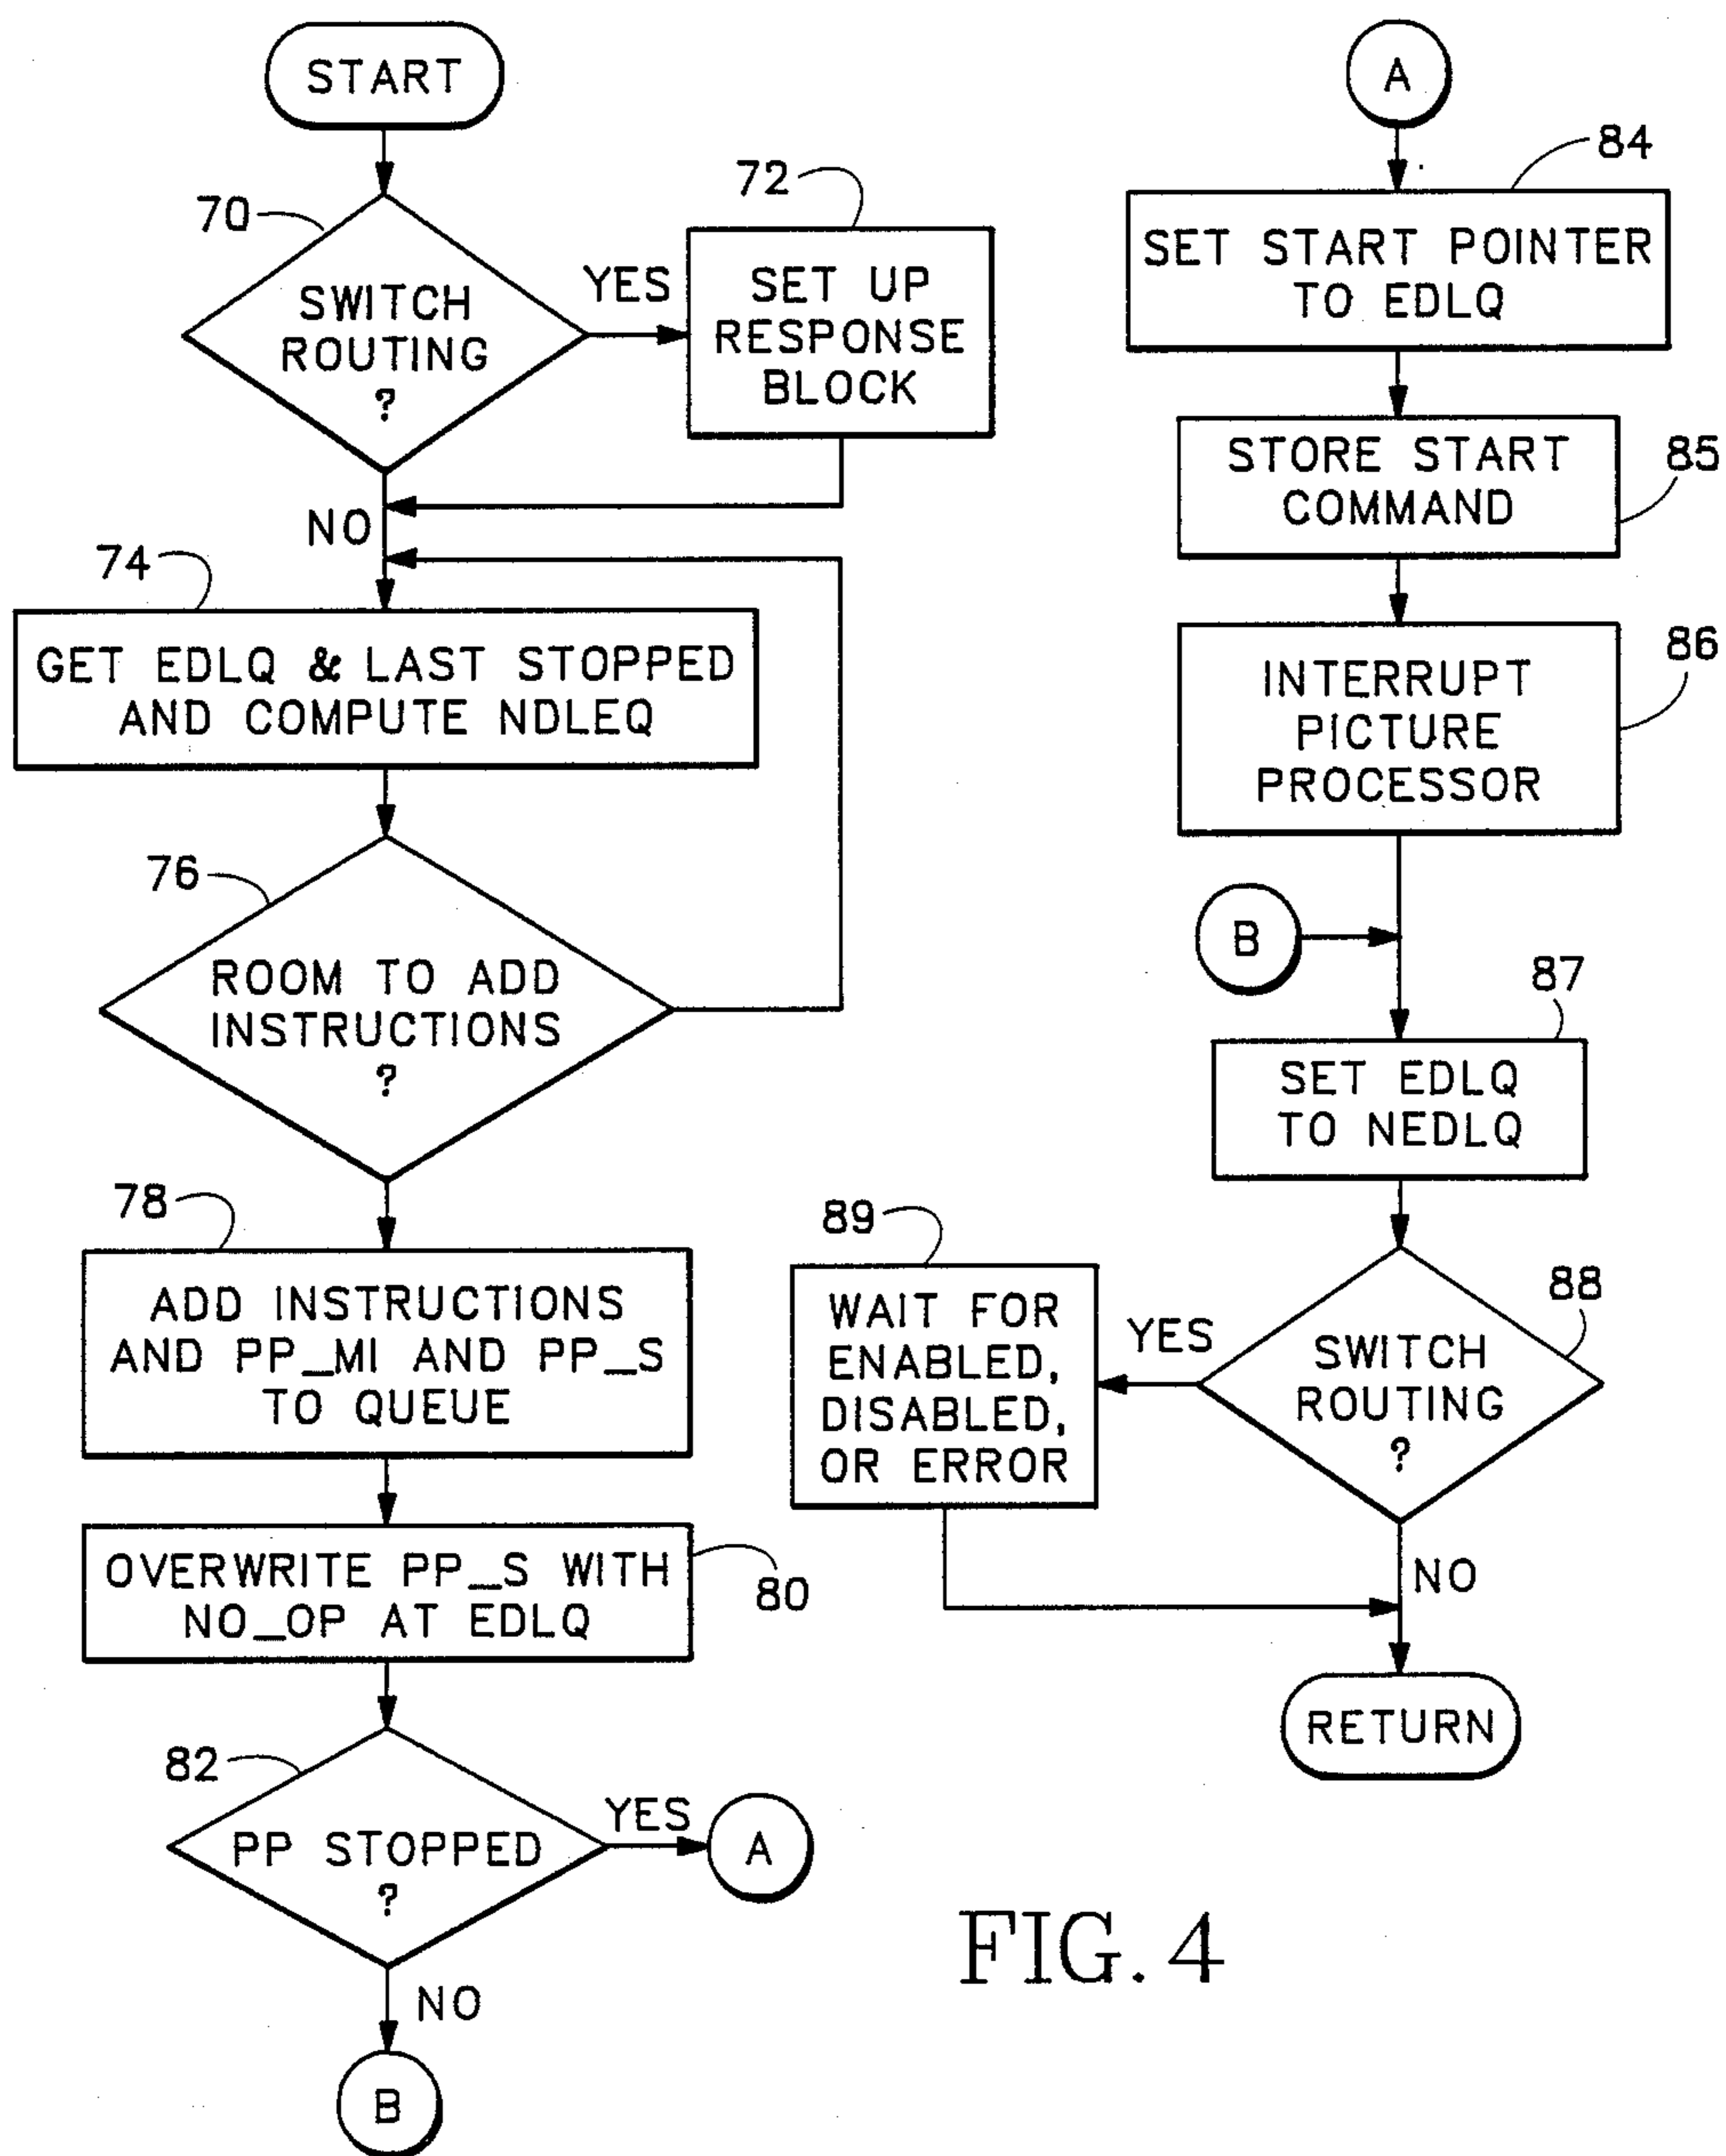 START
70
SWITCH
ROUTING
?
YES
72
SET UP
RESPONSE
BLOCK
NO
74
GET EDLQ & LAST STOPPED
AND COMPUTE NDLEQ
76
ROOM TO ADD
INSTRUCTIONS
?
78
ADD INSTRUCTIONS
AND PP_MI AND PP_S
TO QUEUE
OVERWRITE PP_S WITH
NO_OP AT EDLQ
80
82
PP STOPPED
?
YES
A
NO
B
A
84
SET START POINTER
TO EDLQ
STORE START
COMMAND
85
INTERRUPT
PICTURE
PROCESSOR
86
B
87
SET EDLQ
TO NEDLQ
88
SWITCH
ROUTING
?
YES
89
WAIT FOR
ENABLED,
DISABLED,
OR ERROR
NO
RETURN
FIG. 4